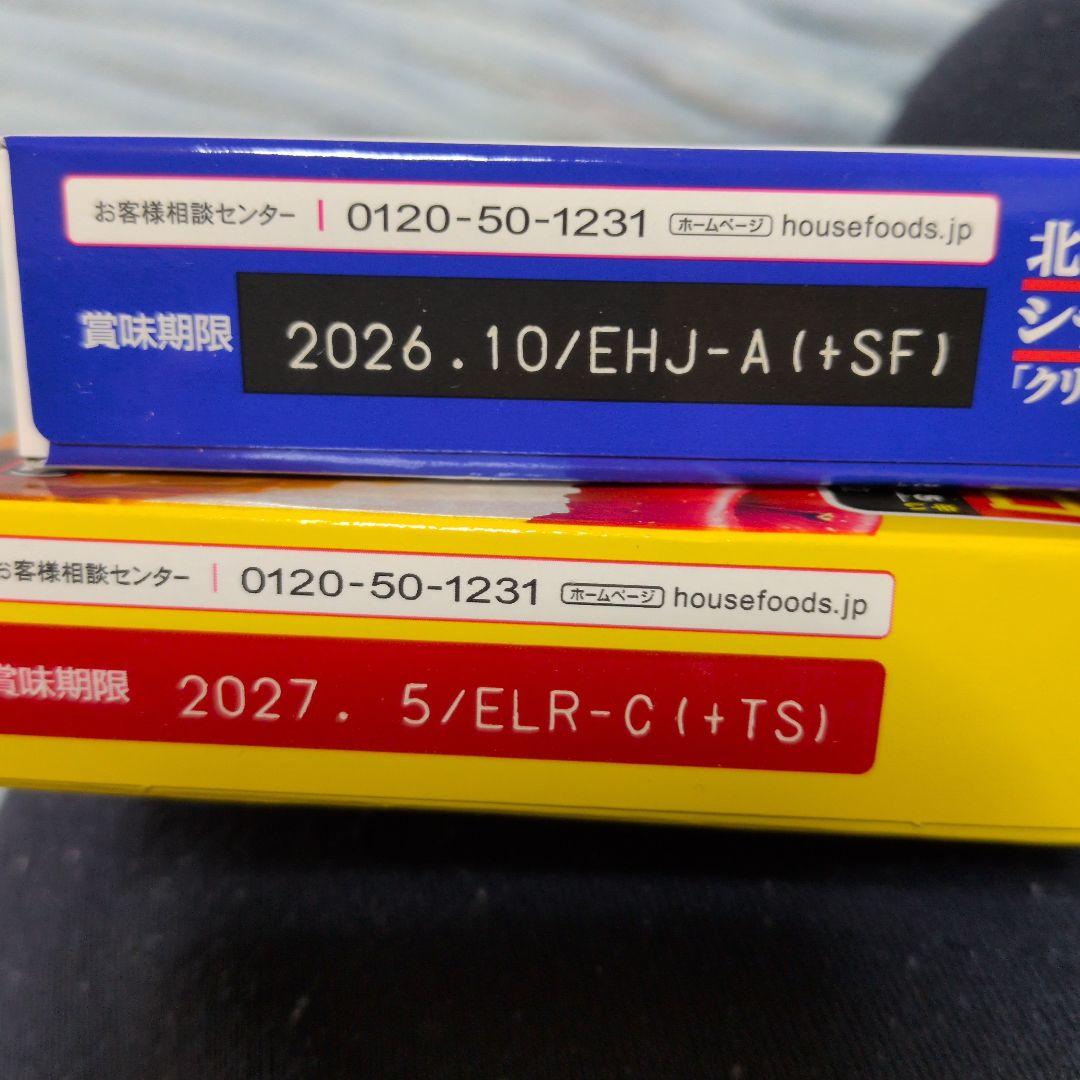 お客様相談センター | 0120-50-1231 ホームページ housefoods.jp
賞味期限 2026.10/EHJ-A(+SF)
北
シ
「クリ
お客様相談センター | 0120-50-1231 ホームページ housefoods.jp
賞味期限 2027. 5/ELR-C(+TS)